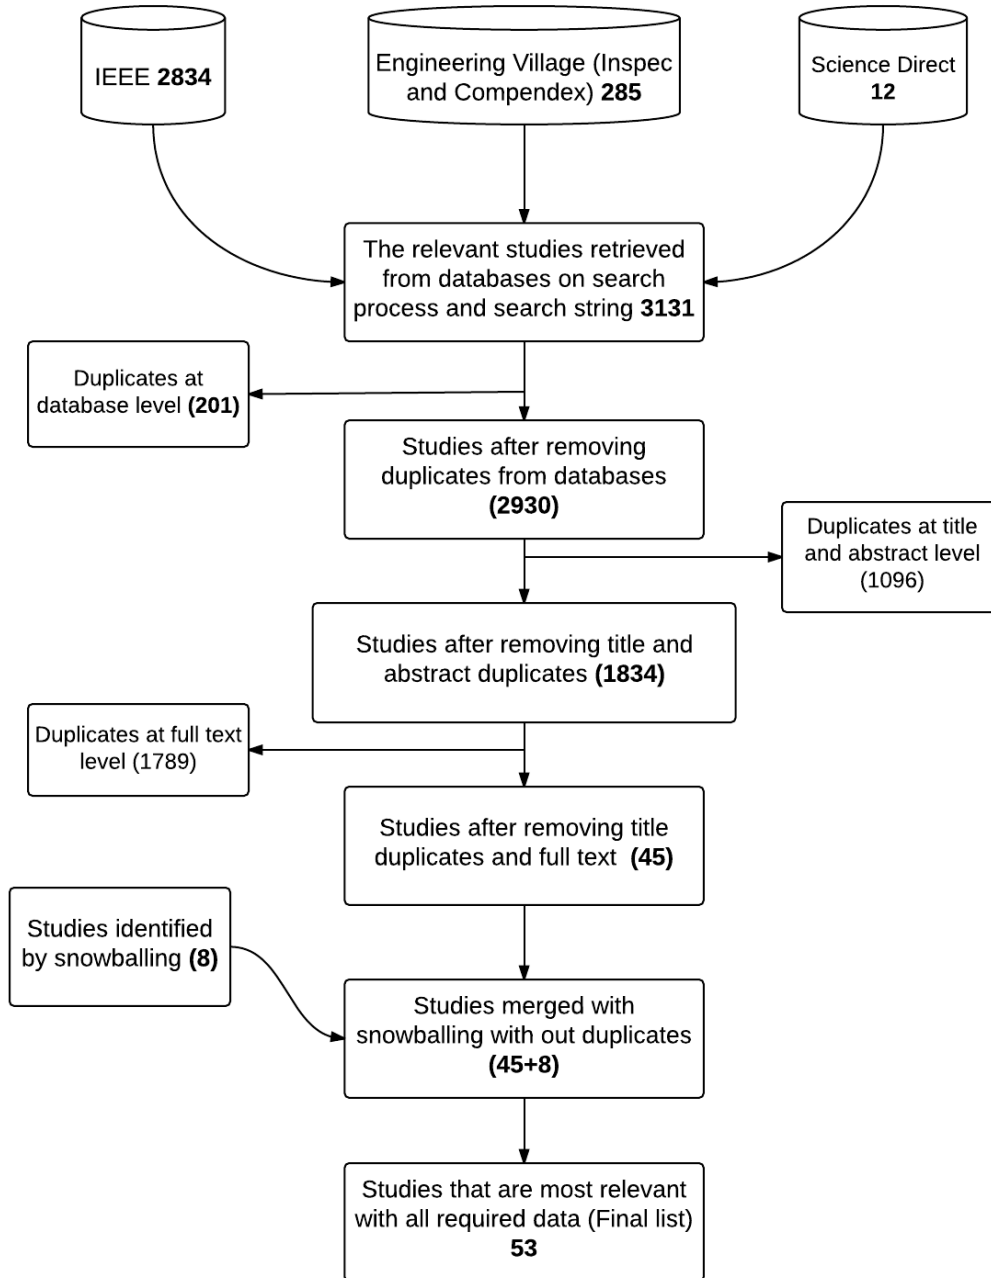 IEEE 2834
Engineering Village (Inspec
and Compendex) 285
Science Direct
12
The relevant studies retrieved
from databases on search
process and search string 3131
Duplicates at
database level (201)
Studies after removing
duplicates from databases
(2930)
Duplicates at title
and abstract level
(1096)
Studies after removing title and
abstract duplicates (1834)
Duplicates at full text
level (1789)
Studies after removing title
duplicates and full text (45)
Studies identified
by snowballing (8)
Studies merged with
snowballing with out duplicates
(45+8)
Studies that are most relevant
with all required data (Final list)
53